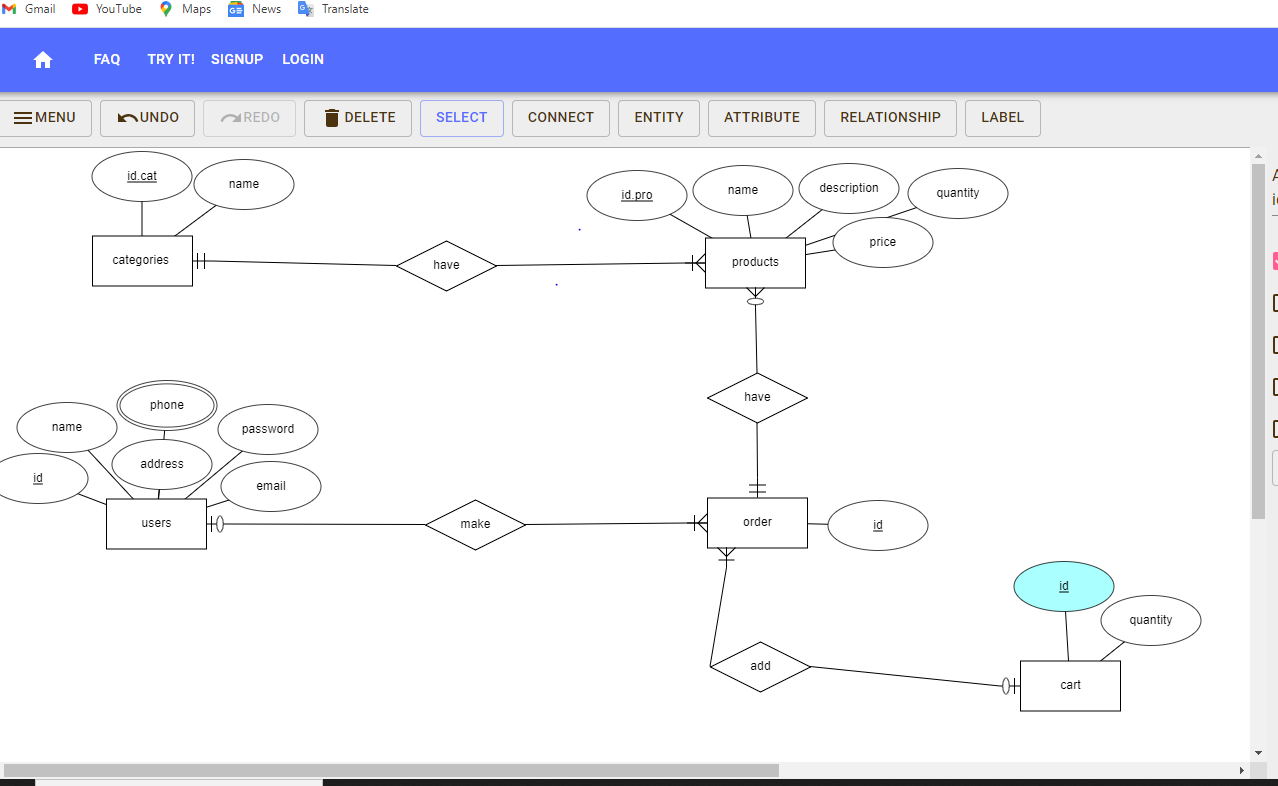 Gmail YouTube Maps News Translate
FAQ TRY IT! SIGNUP LOGIN
MENU UNDO REDO DELETE SELECT CONNECT ENTITY ATTRIBUTE RELATIONSHIP LABEL
id.cat
name
id.pro
name
description
quantity
price
categories
have
products
have
phone
name
password
address
id
email
users
make
order
id
id
quantity
add
cart